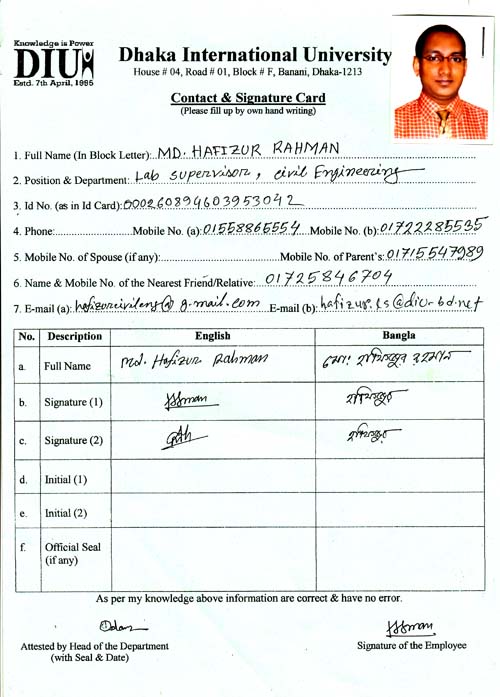 Knowledge is Power
DIU
Estd. 7th April, 1995
Dhaka International University
House # 04, Road # 01, Block # F, Banani, Dhaka-1213
Contact & Signature Card
(Please fill up by own hand writing)
1. Full Name (In Block Letter): MD. HAFIZUR RAHMAN
2. Position & Department: Lab supervisor, civil Engineering
3. Id No. (as in Id Card): 000260894603953042
4. Phone: Mobile No. (a): 01558865554 Mobile No. (b): 01722285535
5. Mobile No. of Spouse (if any): Mobile No. of Parent's: 01715547989
6. Name & Mobile No. of the Nearest Friend/Relative: 01725846704
7. E-mail (a): hafizurcivileng@g-mail.com E-mail (b): hafizur.ls@diu-bd.net
No. Description English Bangla
a. Full Name Md. Hafizur Rahman মোঃ হাফিজুর রহমান
b. Signature (1) হাফিজুর
c. Signature (2) হাফিজুর
d. Initial (1)
e. Initial (2)
f. Official Seal
(if any)
As per my knowledge above information are correct & have no error.
Attested by Head of the Department Signature of the Employee
(with Seal & Date)